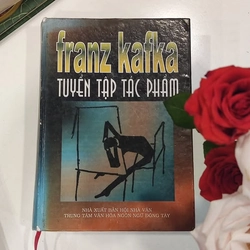 franz kafka
TUYỂN TẬP TÁC PHẨM
NHÀ XUẤT BẢN HỘI NHÀ VĂN
TRUNG TÂM VĂN HÓA NGÔN NGỮ ĐÔNG TÂY